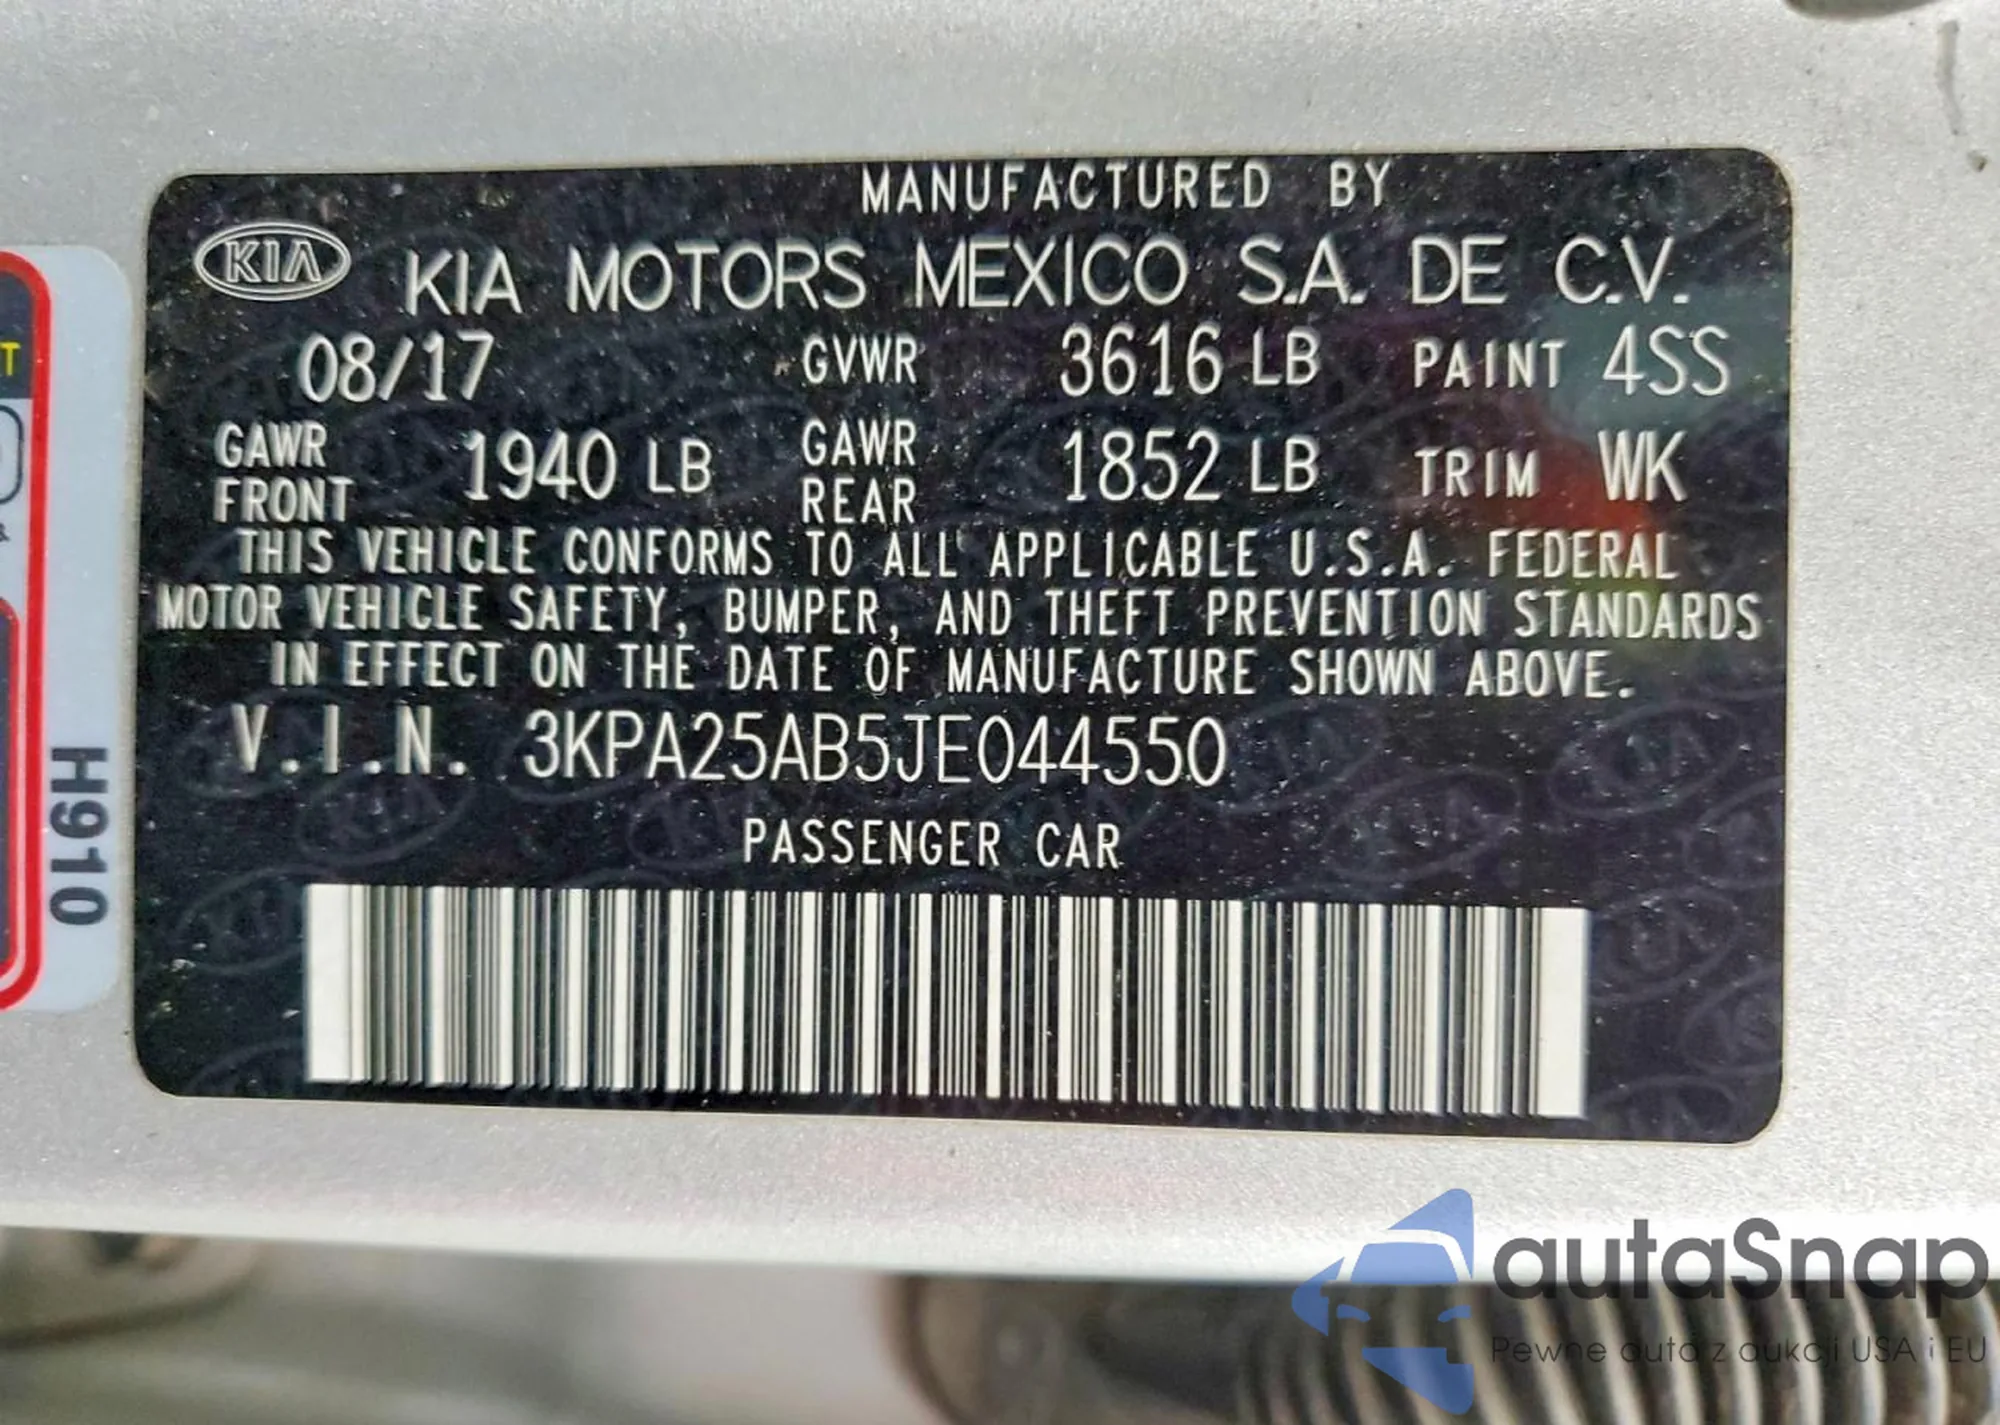 MANUFACTURED BY
KIA KIA MOTORS MEXICO S.A. DE C.V.
08/17 GVWR 3616 LB PAINT 4SS
GAWR FRONT 1940 LB GAWR REAR 1852 LB TRIM WK
THIS VEHICLE CONFORMS TO ALL APPLICABLE U.S.A. FEDERAL
MOTOR VEHICLE SAFETY, BUMPER, AND THEFT PREVENTION STANDARDS
IN EFFECT ON THE DATE OF MANUFACTURE SHOWN ABOVE.
V.I.N. 3KPA25AB5JE044550
PASSENGER CAR
H910
autaSnap
Pewne auta z aukcji USA i EU